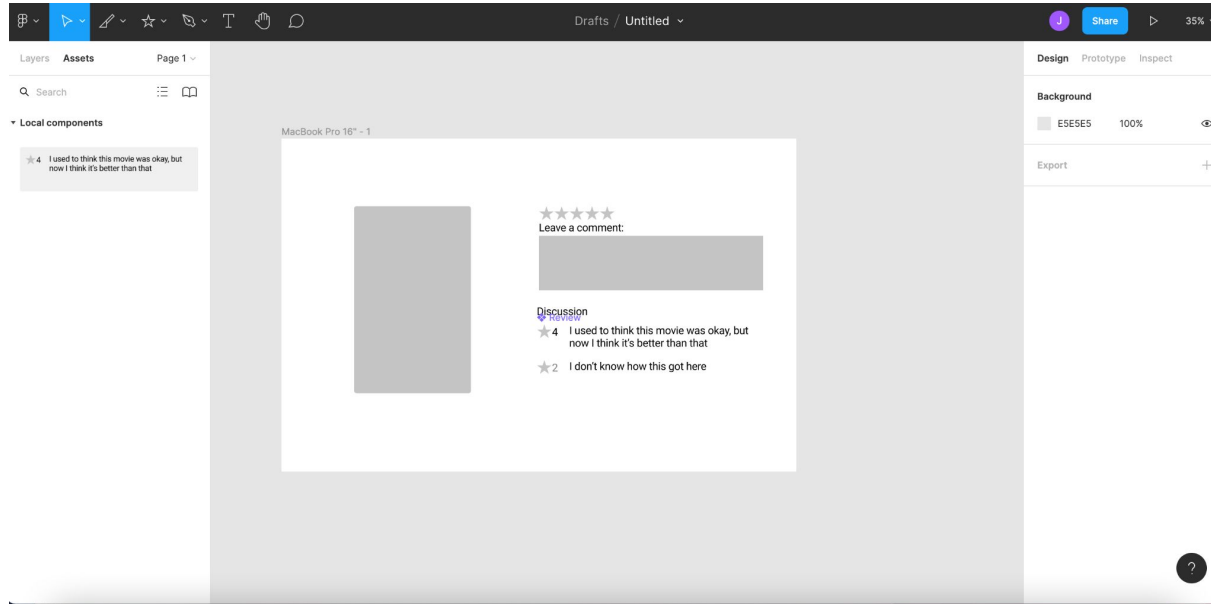 T
Drafts / Untitled
J
Share
35%
Layers Assets Page 1
Search
Local components
4 I used to think this movie was okay, but
now I think it's better than that
MacBook Pro 16" - 1
Leave a comment:
Discussion
Review
4 I used to think this movie was okay, but
now I think it's better than that
2 I don't know how this got here
Design Prototype Inspect
Background
E5E5E5 100%
Export
?